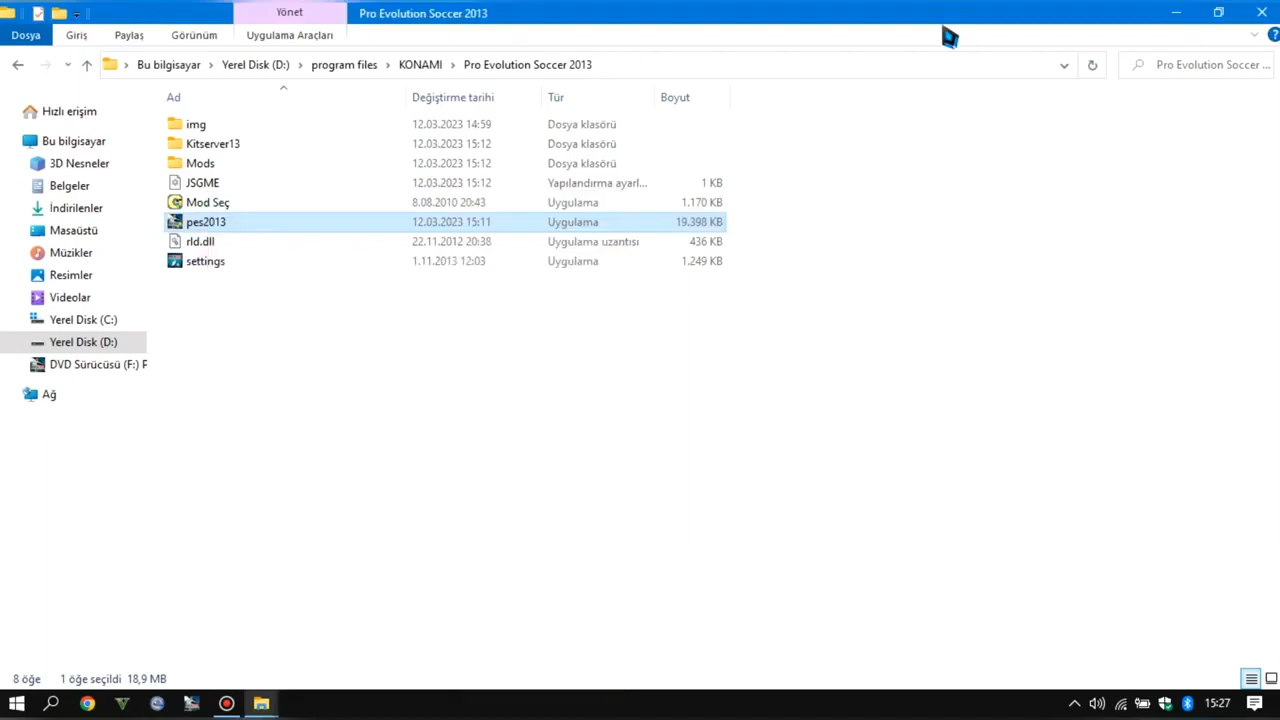 Yönet
Pro Evolution Soccer 2013
Dosya
Giriş
Paylaş
Görünüm
Uygulama Araçları
Bu bilgisayar
Yerel Disk (D:)
program files
KONAMI
Pro Evolution Soccer 2013
Pro Evolution Soccer ...
Ad
Değiştirme tarihi
Tür
Boyut
img 12.03.2023 14:59 Dosya klasörü
Kitserver13 12.03.2023 15:12 Dosya klasörü
Mods 12.03.2023 15:12 Dosya klasörü
JSGME 12.03.2023 15:12 Yapılandırma ayarl... 1 KB
Mod Seç 8.08.2010 20:43 Uygulama 1.170 KB
pes2013 12.03.2023 15:11 Uygulama 19.398 KB
rld.dll 22.11.2012 20:38 Uygulama uzantısı 436 KB
settings 1.11.2013 12:03 Uygulama 1.249 KB
Hızlı erişim
Bu bilgisayar
3D Nesneler
Belgeler
İndirilenler
Masaüstü
Müzikler
Resimler
Videolar
Yerel Disk (C:)
Yerel Disk (D:)
DVD Sürücüsü (F:) P
Ağ
8 öğe
1 öğe seçildi 18,9 MB
15:27